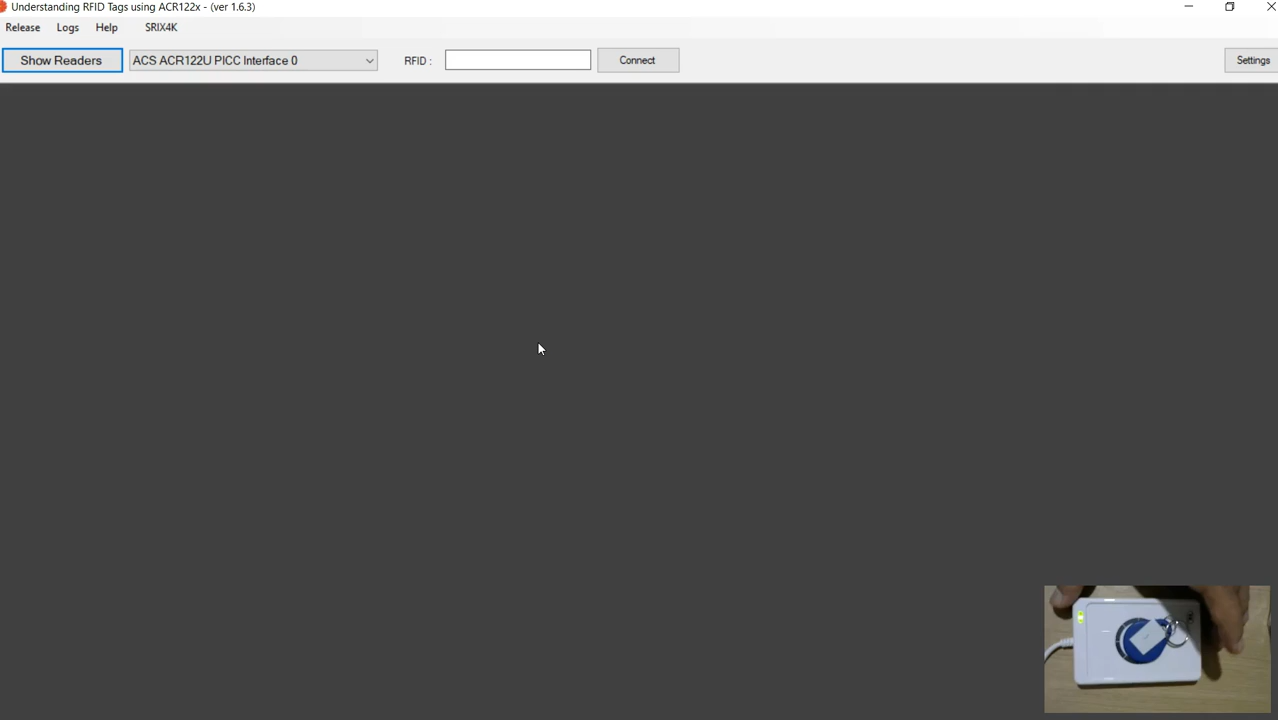 Understanding RFID Tags using ACR122x - (ver 1.6.3)
Release Logs Help SRIX4K
Show Readers ACS ACR122U PICC Interface 0 RFID : Connect Settings